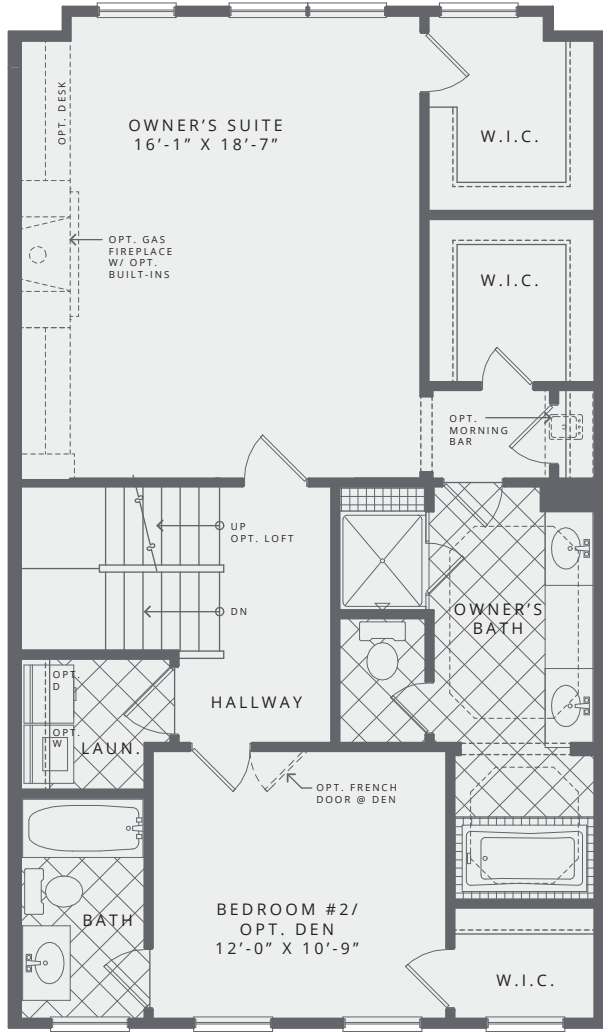 OPT. DESK
OWNER’S SUITE
16’-1” X 18’-7”
W.I.C.
OPT. GAS
FIREPLACE
W/ OPT.
BUILT-INS
W.I.C.
OPT.
MORNING
BAR
UP
OPT. LOFT
DN
OWNER’S
BATH
OPT.
D
OPT.
W
LAUN.
HALLWAY
OPT. FRENCH
DOOR @ DEN
BATH
BEDROOM #2/
OPT. DEN
12’-0” X 10’-9”
W.I.C.